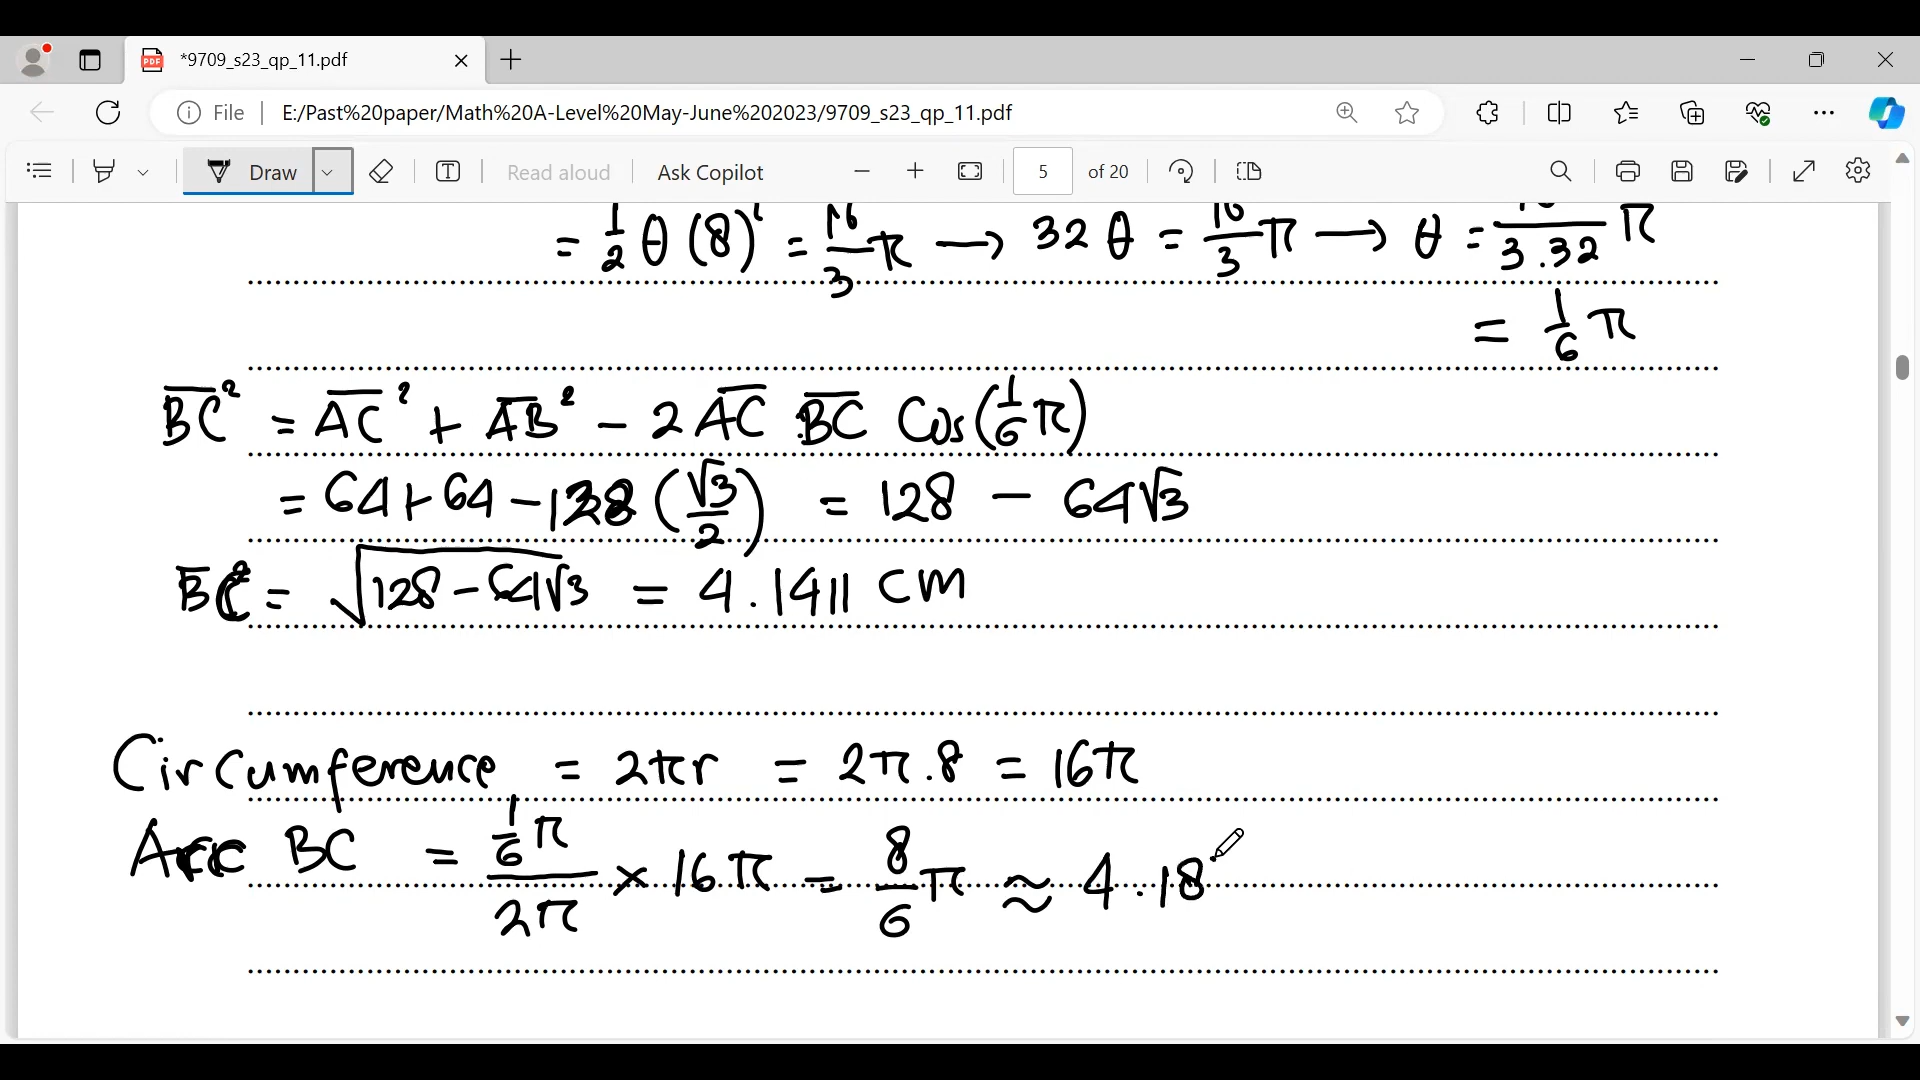 *9709_s23_qp_11.pdf
File E:/Past%20paper/Math%20A-Level%20May-June%202023/9709_s23_qp_11.pdf
Draw Read aloud Ask Copilot 5 of 20
= 1/2 θ (8)² = 16/3 π → 32 θ = 16/3 π → θ = 16/3.32 π
= 1/6 π
BC² = AC² + AB² - 2 AC BC Cos(1/6 π)
= 64 + 64 - 128 (√3/2) = 128 - 64√3
BC = √128 - 64√3 = 4.1411 CM
Circumference = 2πr = 2π.8 = 16π
Arc BC = 1/6 π / 2π × 16π = 8/6 π ≈ 4.18